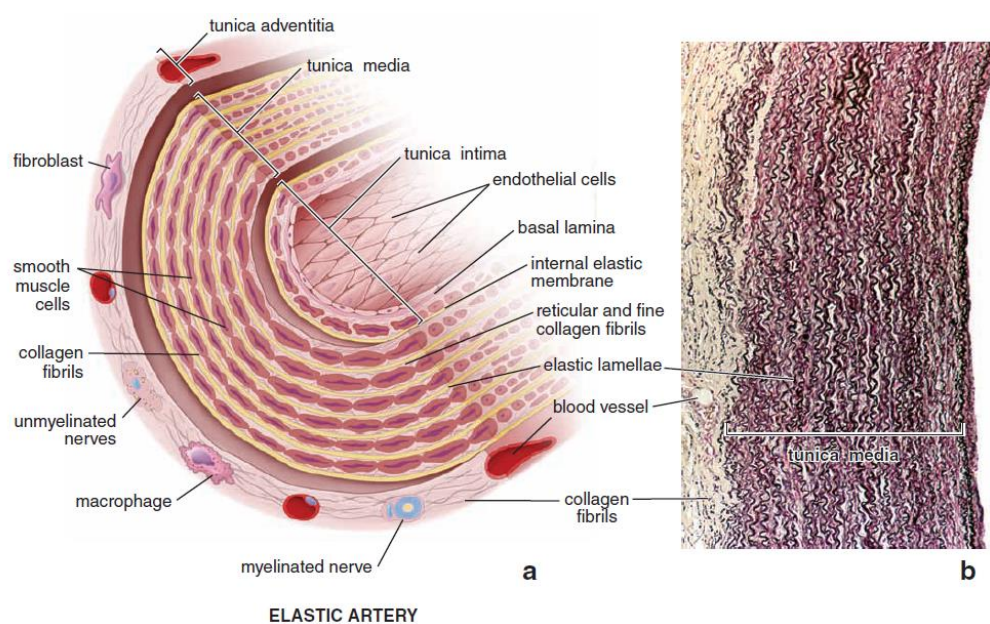 tunica adventitia
tunica media
tunica intima
fibroblast
endothelial cells
basal lamina
internal elastic
membrane
smooth
muscle
cells
reticular and fine
collagen fibrils
collagen
fibrils
elastic lamellae
unmyelinated
nerves
blood vessel
tunica media
macrophage
collagen
fibrils
myelinated nerve
a
b
ELASTIC ARTERY